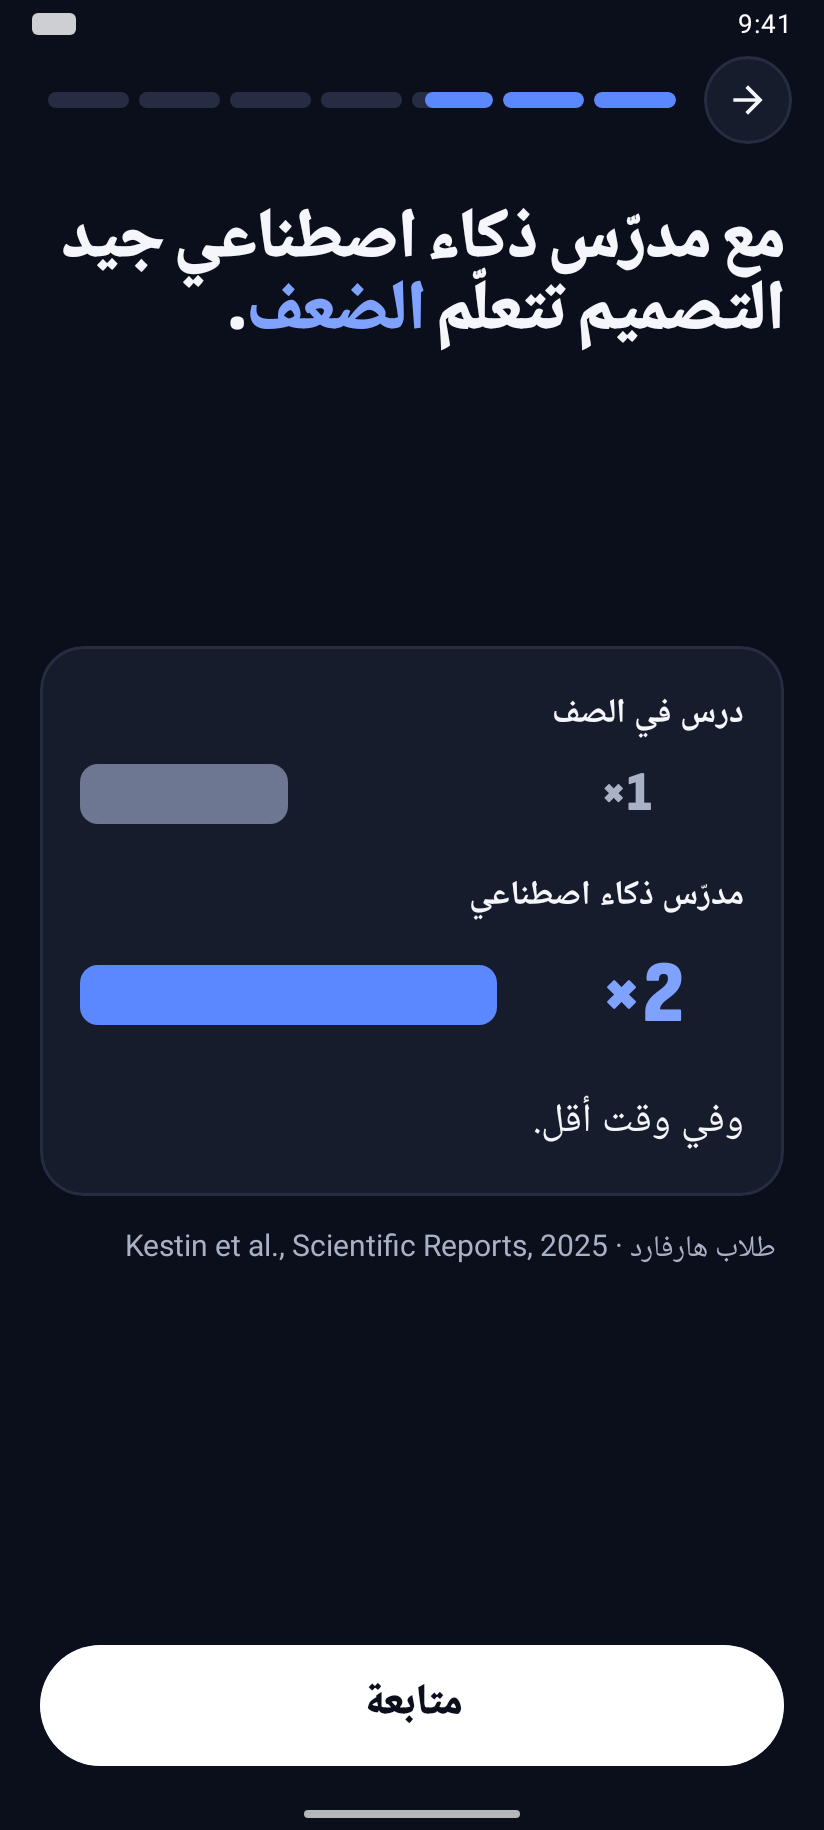 9:41
مع مدرّس ذكاء اصطناعي جيد
التصميم تتعلّم الضعف.
درس في الصف
×1
مدرّس ذكاء اصطناعي
×2
وفي وقت أقل.
طلاب هارفارد · Kestin et al., Scientific Reports, 2025
متابعة